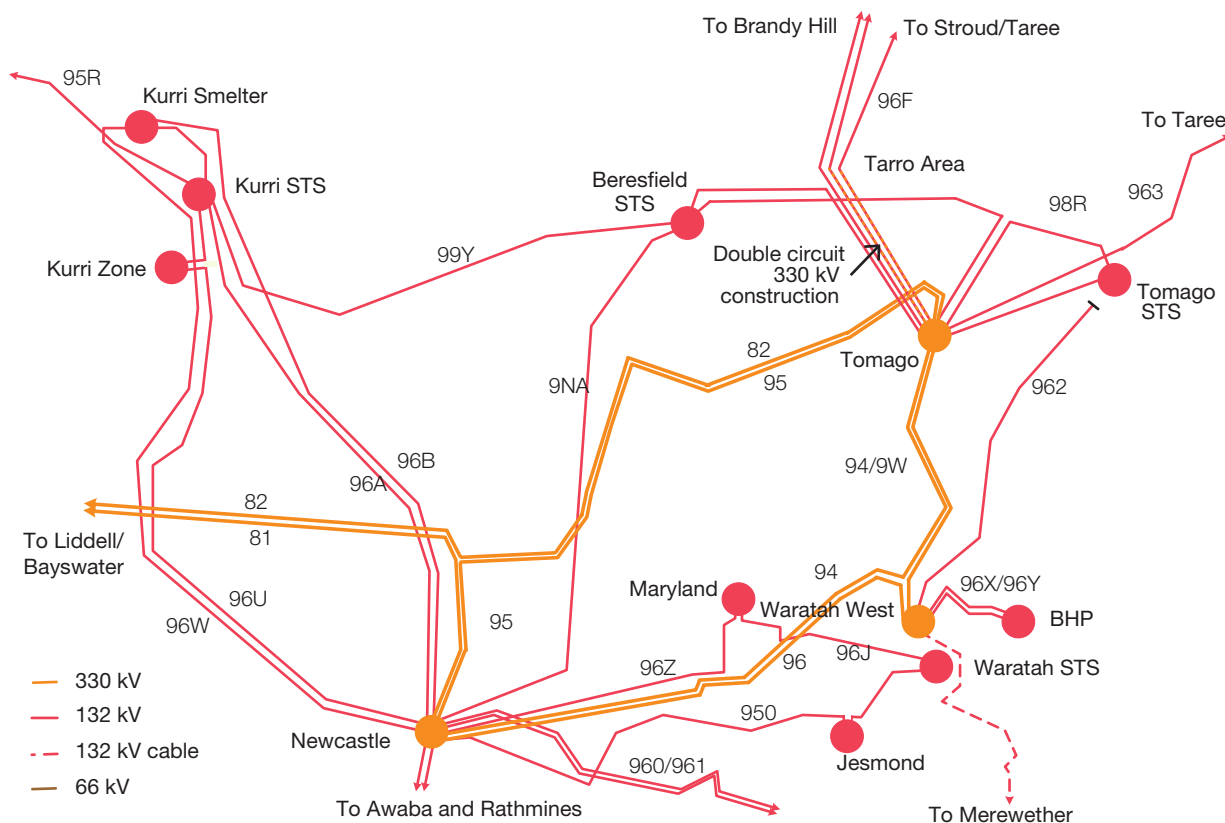 To Brandy Hill
To Stroud/Taree
95R
Kurri Smelter
96F
To Taree
Tarro Area
Kurri STS
Beresfield
STS
963
98R
99Y
Kurri Zone
Double circuit
330 kV
construction
Tomago
STS
82
Tomago
95
9NA
962
96B
94/9W
96A
82
81
To Liddell/
Bayswater
94
96X/96Y
Maryland
Waratah West
96U
BHP
95
96W
96J
96
96Z
Waratah STS
330 kV
132 kV
950
Newcastle
132 kV cable
Jesmond
960/961
66 kV
To Awaba and Rathmines
To Merewether